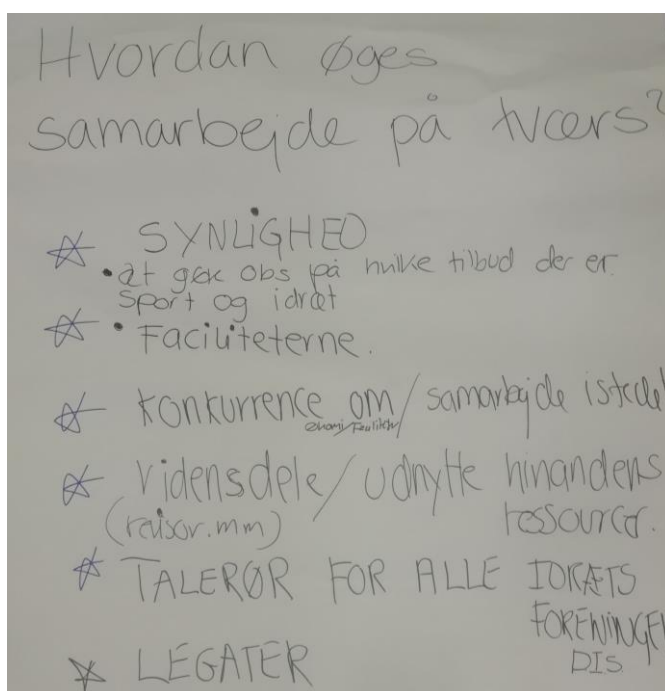 Hvordan øges
samarbejde på tværs?
SYNLIGHED
• at gøre obs på hvilke tilbud der er
sport og idræt
• Faciliteterne.
Konkurrence om / samarbejde istedet
Vidensdele / udnytte hinandens
(revisor.mm) ressourcer.
TALERØR FOR ALLE IDRÆTS
FORENINGER
DIS
LEGATER